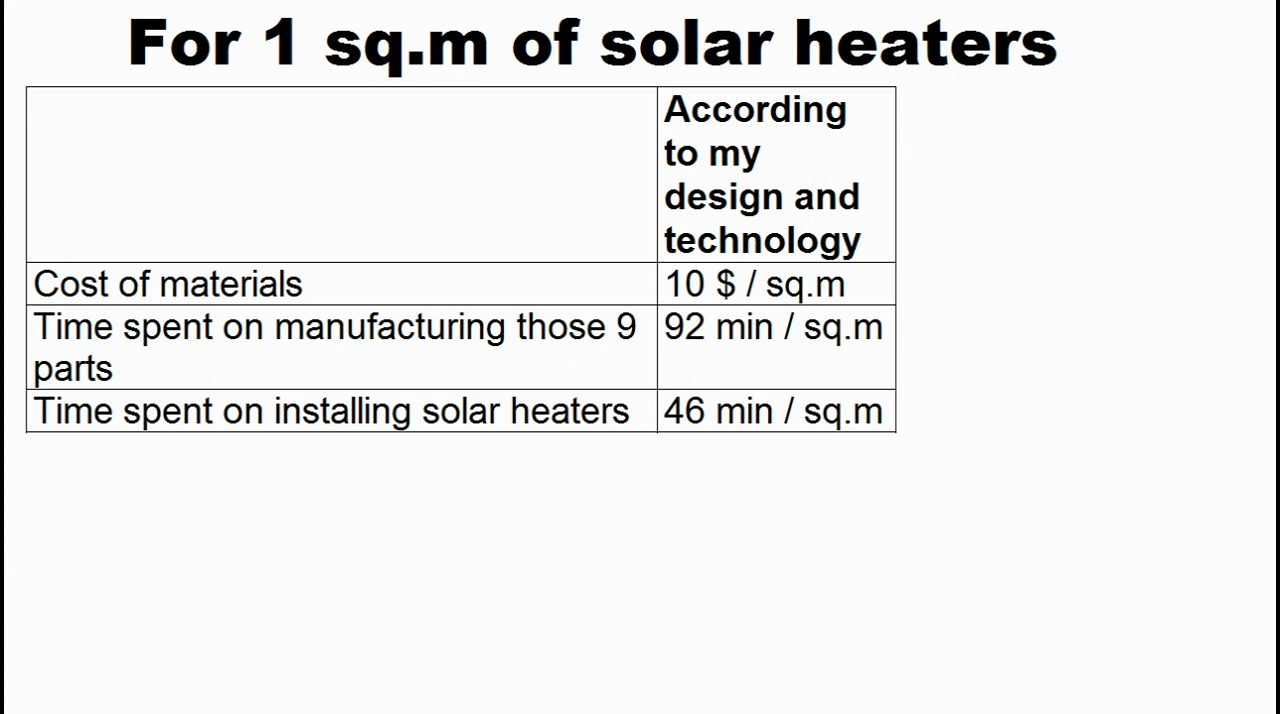 For 1 sq.m of solar heaters
According
to my
design and
technology
Cost of materials 10 $ / sq.m
Time spent on manufacturing those 9 92 min / sq.m
parts
Time spent on installing solar heaters 46 min / sq.m